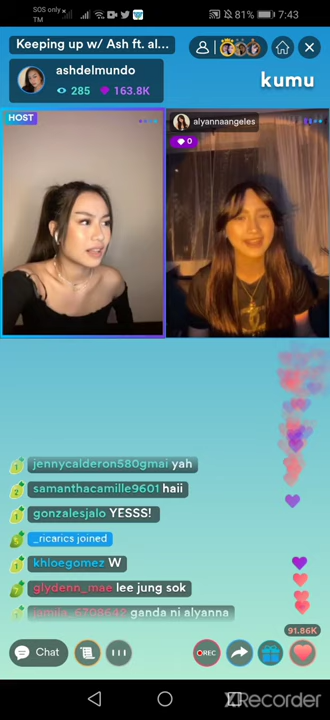 SOS only
TM
81% 7:43
Keeping up w/ Ash ft. al...
ashdelmundo
285 163.8K
kumu
HOST
alyannaangeles
0
jennycalderon580gmai yah
samanthacamille9601 haii
gonzalesjalo YESSS!
_ricarics joined
khloegomez W
glydenn_mae lee jung sok
jamila_6708642 ganda ni alyanna
91.86K
Chat
REC
XRecorder